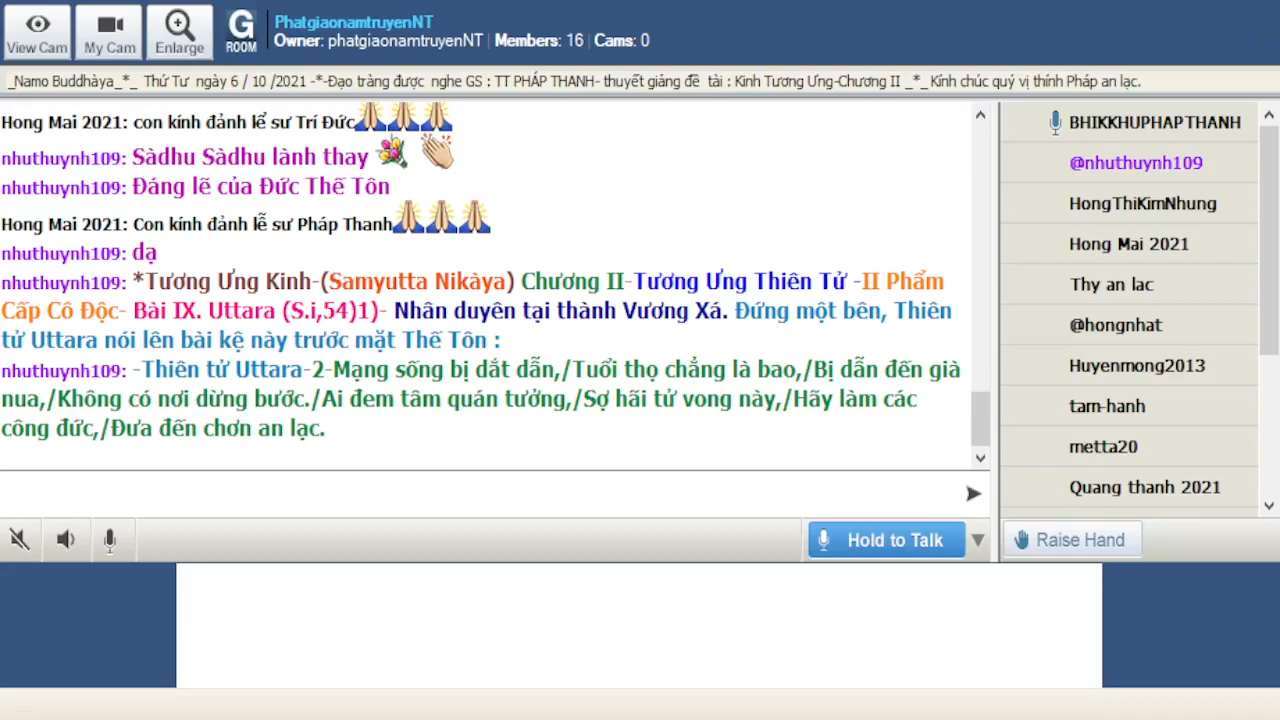 View Cam
My Cam
Enlarge
G
ROOM
PhatgiaonamtruyenNT
Owner: phatgiaonamtruyenNT | Members: 16 | Cams: 0
_Namo Buddhàya_*_ Thứ Tư ngày 6 / 10 /2021 -*-Đạo tràng được nghe GS : TT PHÁP THANH- thuyết giảng đề tài : Kinh Tương Ưng-Chương II _*_ Kính chúc quý vị thính Pháp an lạc.
Hong Mai 2021: con kính đảnh lể sư Trí Đức
nhuthuynh109: Sàdhu Sàdhu lành thay
nhuthuynh109: Đáng lẽ của Đức Thế Tôn
Hong Mai 2021: Con kính đảnh lễ sư Pháp Thanh
nhuthuynh109: dạ
nhuthuynh109: *Tương Ưng Kinh-(Samyutta Nikàya) Chương II-Tương Ưng Thiên Tử -II Phẩm
Cấp Cô Độc- Bài IX. Uttara (S.i,54)1)- Nhân duyên tại thành Vương Xá. Đứng một bên, Thiên
tử Uttara nói lên bài kệ này trước mặt Thế Tôn :
nhuthuynh109: -Thiên tử Uttara-2-Mạng sống bị dắt dẫn,/Tuổi thọ chẳng là bao,/Bị dẫn đến già
nua,/Không có nơi dừng bước./Ai đem tâm quán tưởng,/Sợ hãi tử vong này,/Hãy làm các
công đức,/Đưa đến chơn an lạc.
BHIKKHUPHAPTHANH
@nhuthuynh109
HongThiKimNhung
Hong Mai 2021
Thy an lac
@hongnhat
Huyenmong2013
tam-hanh
metta20
Quang thanh 2021
Hold to Talk
Raise Hand